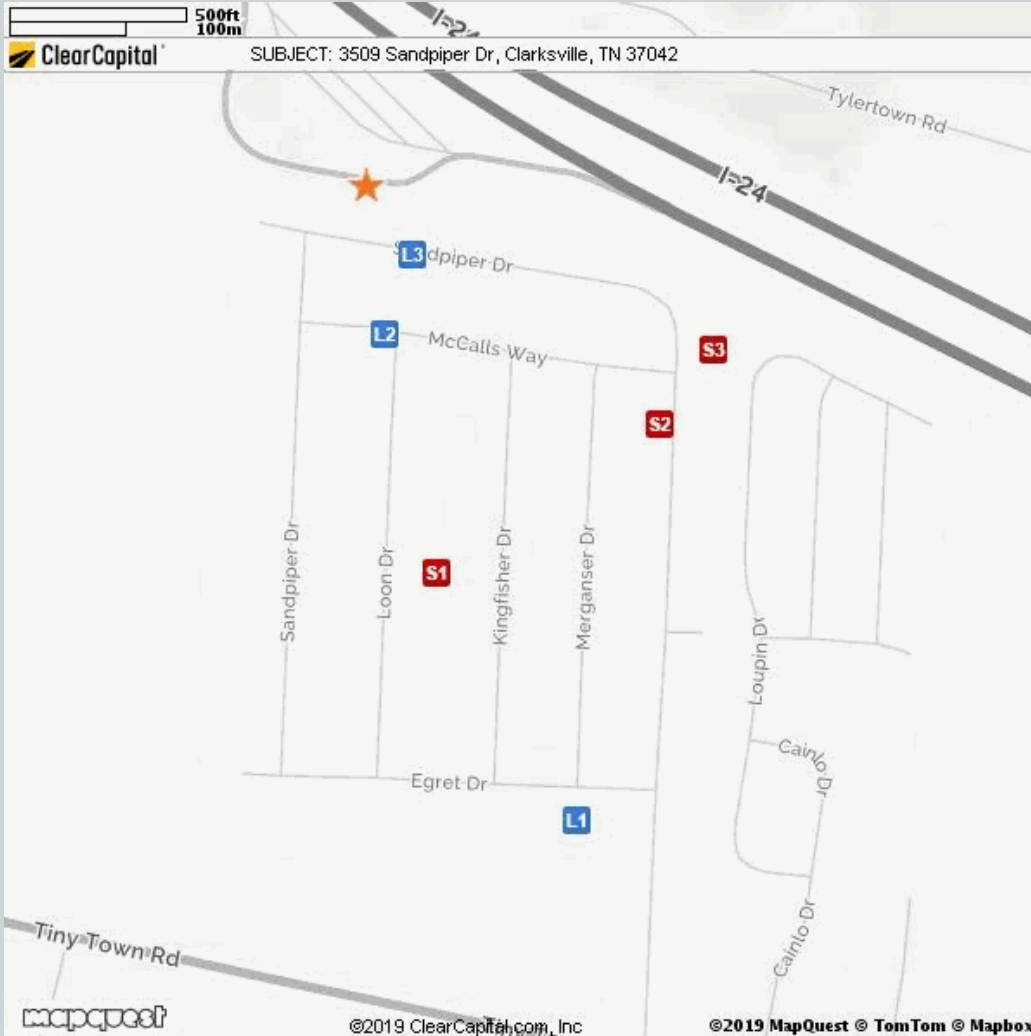 500ft
100m
ClearCapital
SUBJECT: 3509 Sandpiper Dr, Clarksville, TN 37042
Tylertown Rd
I-24
L3
dpiper Dr
L2
McCalls Way
S3
S2
Sandpiper Dr
Loon Dr
S1
Kingfisher Dr
Merganser Dr
Loupin Dr
Cainlo Dr
Egret Dr
L1
Cainlo Dr
Tiny Town Rd
mapquest
©2019 ClearCapital.com, Inc
©2019 MapQuest © TomTom © Mapbox